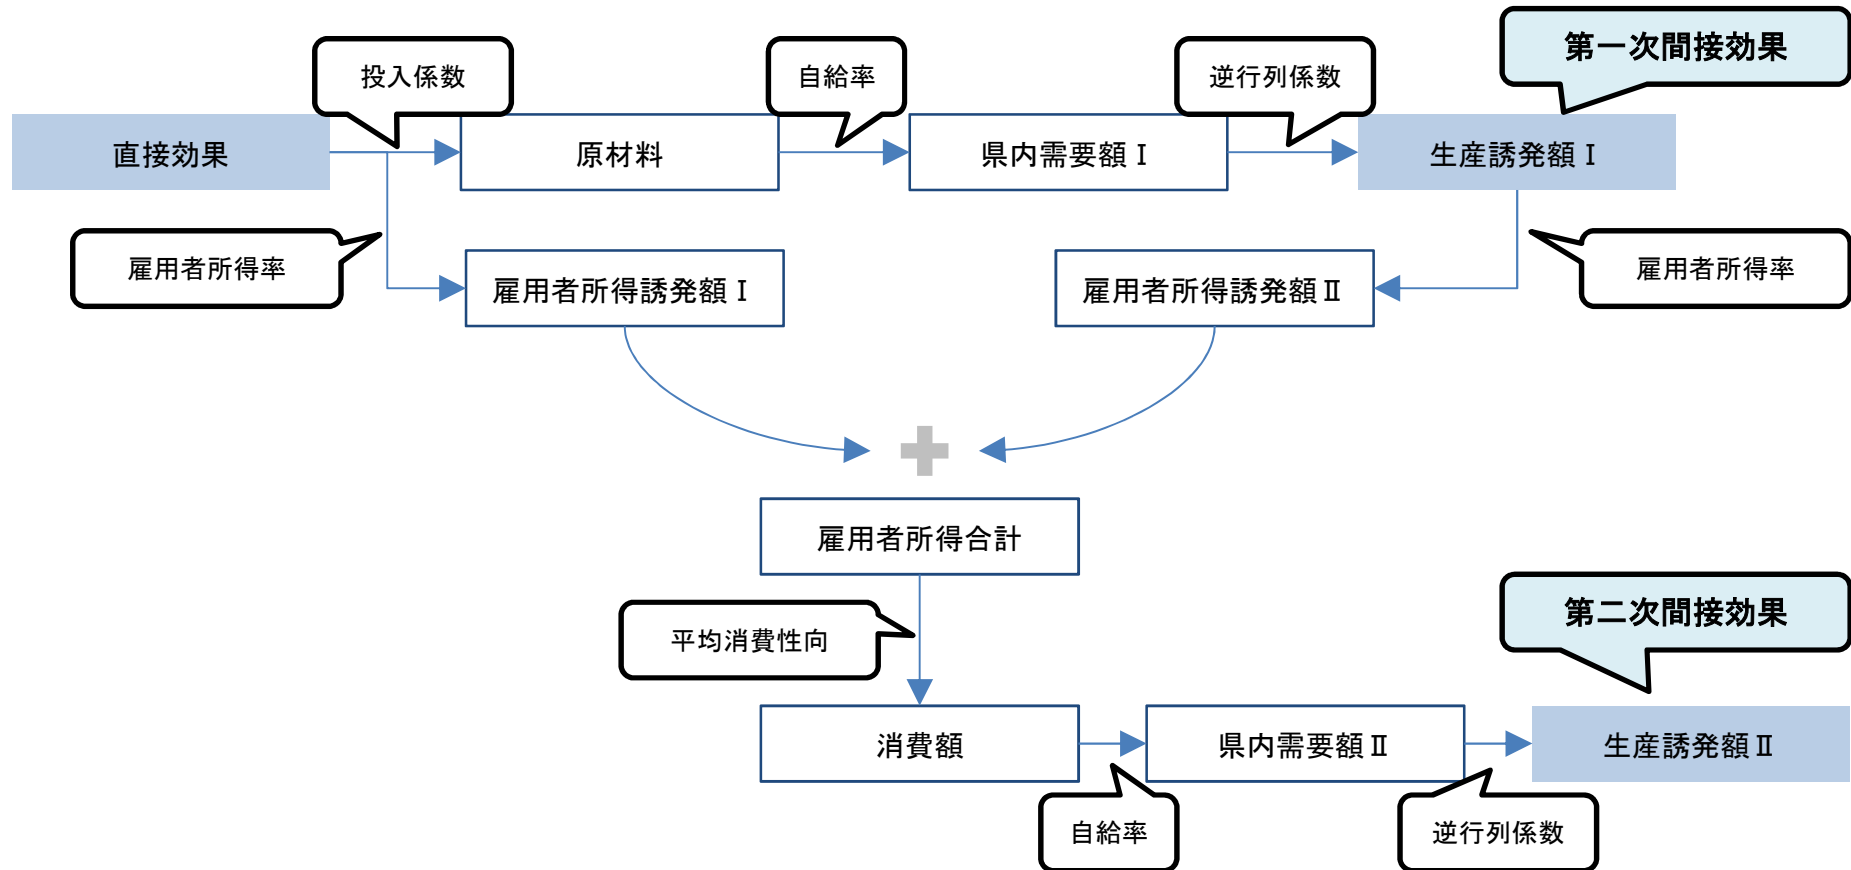 第一次間接効果
投入係数
自給率
逆行列係数
直接効果
原材料
県内需要額Ⅰ
生産誘発額Ⅰ
雇用者所得率
雇用者所得率
雇用者所得誘発額Ⅰ
雇用者所得誘発額Ⅱ
雇用者所得合計
第二次間接効果
平均消費性向
消費額
県内需要額Ⅱ
生産誘発額Ⅱ
自給率
逆行列係数